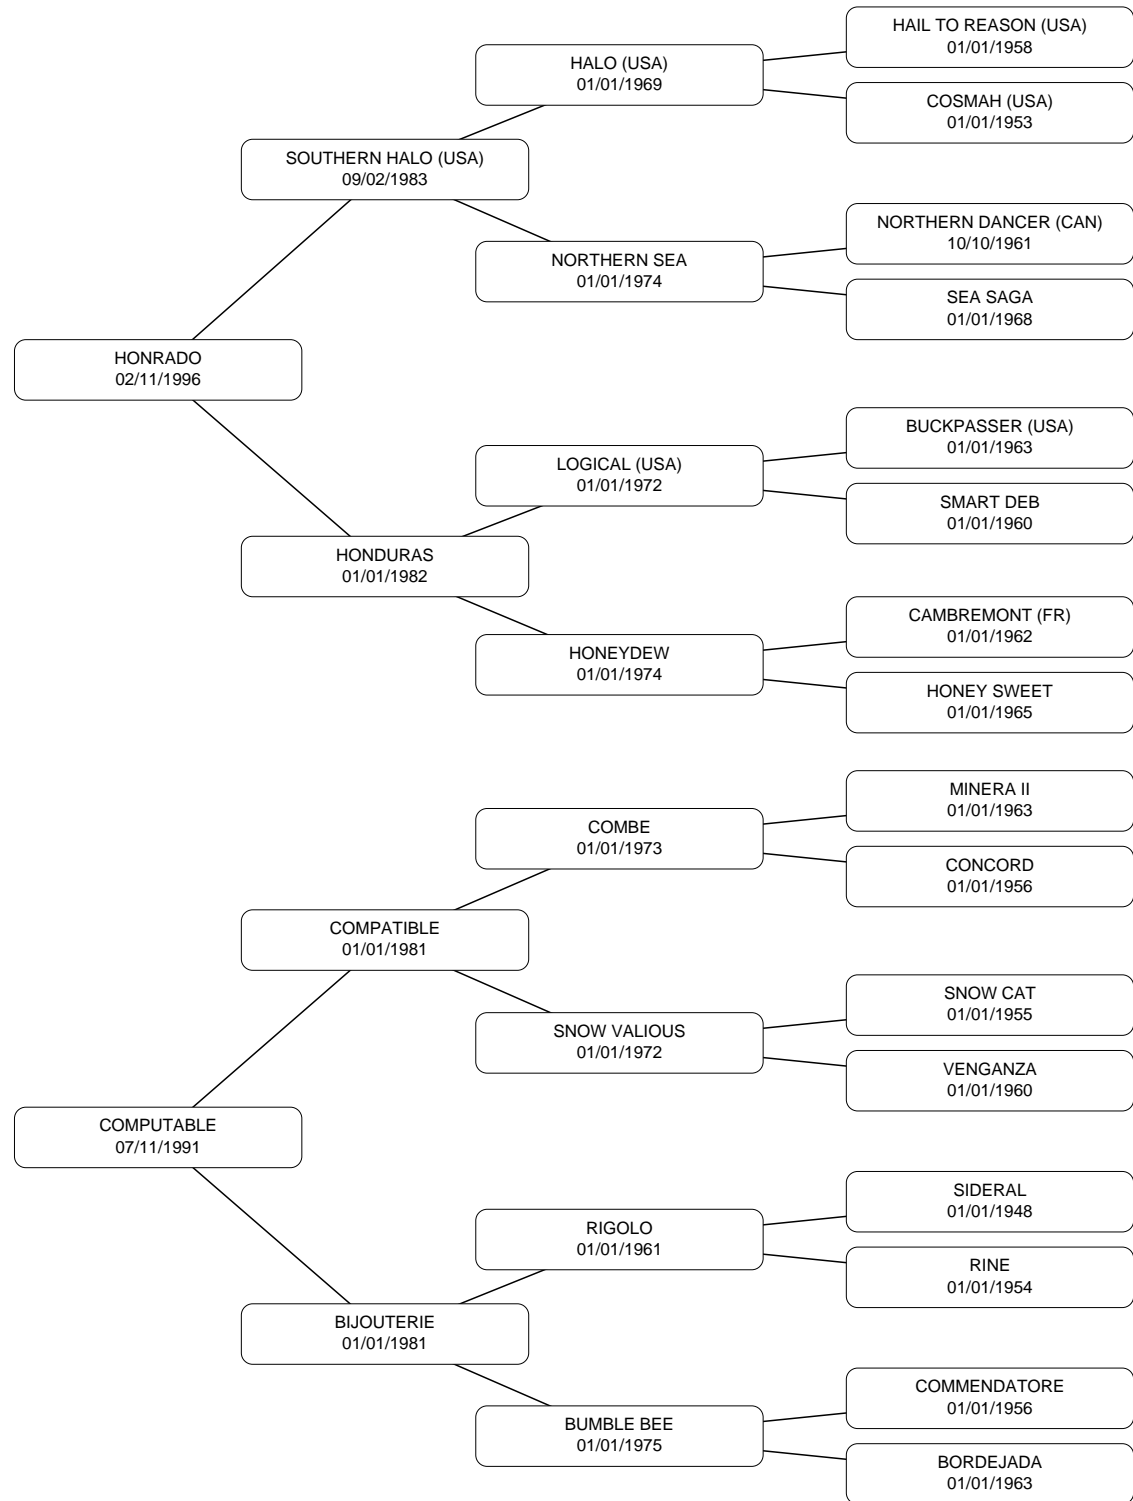 HAIL TO REASON (USA)
01/01/1958
HALO (USA)
01/01/1969
COSMAH (USA)
01/01/1953
SOUTHERN HALO (USA)
09/02/1983
NORTHERN DANCER (CAN)
10/10/1961
NORTHERN SEA
01/01/1974
SEA SAGA
01/01/1968
HONRADO
02/11/1996
BUCKPASSER (USA)
01/01/1963
LOGICAL (USA)
01/01/1972
SMART DEB
01/01/1960
HONDURAS
01/01/1982
CAMBREMONT (FR)
01/01/1962
HONEYDEW
01/01/1974
HONEY SWEET
01/01/1965
MINERA II
01/01/1963
COMBE
01/01/1973
CONCORD
01/01/1956
COMPATIBLE
01/01/1981
SNOW CAT
01/01/1955
SNOW VALIOUS
01/01/1972
VENGANZA
01/01/1960
COMPUTABLE
07/11/1991
SIDERAL
01/01/1948
RIGOLO
01/01/1961
RINE
01/01/1954
BIJOUTERIE
01/01/1981
COMMENDATORE
01/01/1956
BUMBLE BEE
01/01/1975
BORDEJADA
01/01/1963